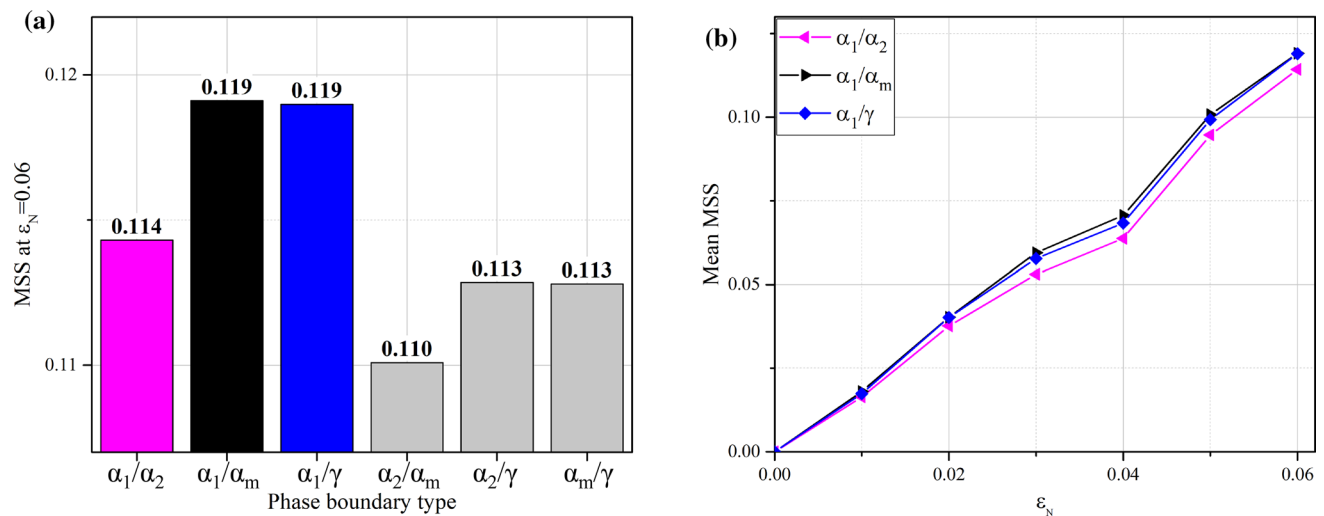 (a)
MSS at εN=0.06
0.12
0.11
0.114
0.119
0.119
0.110
0.113
0.113
α1/α2 α1/αm α1/γ α2/αm α2/γ αm/γ
Phase boundary type
(b)
α1/α2
α1/αm
α1/γ
Mean MSS
0.10
0.05
0.00
0.00 0.02 0.04 0.06
εN